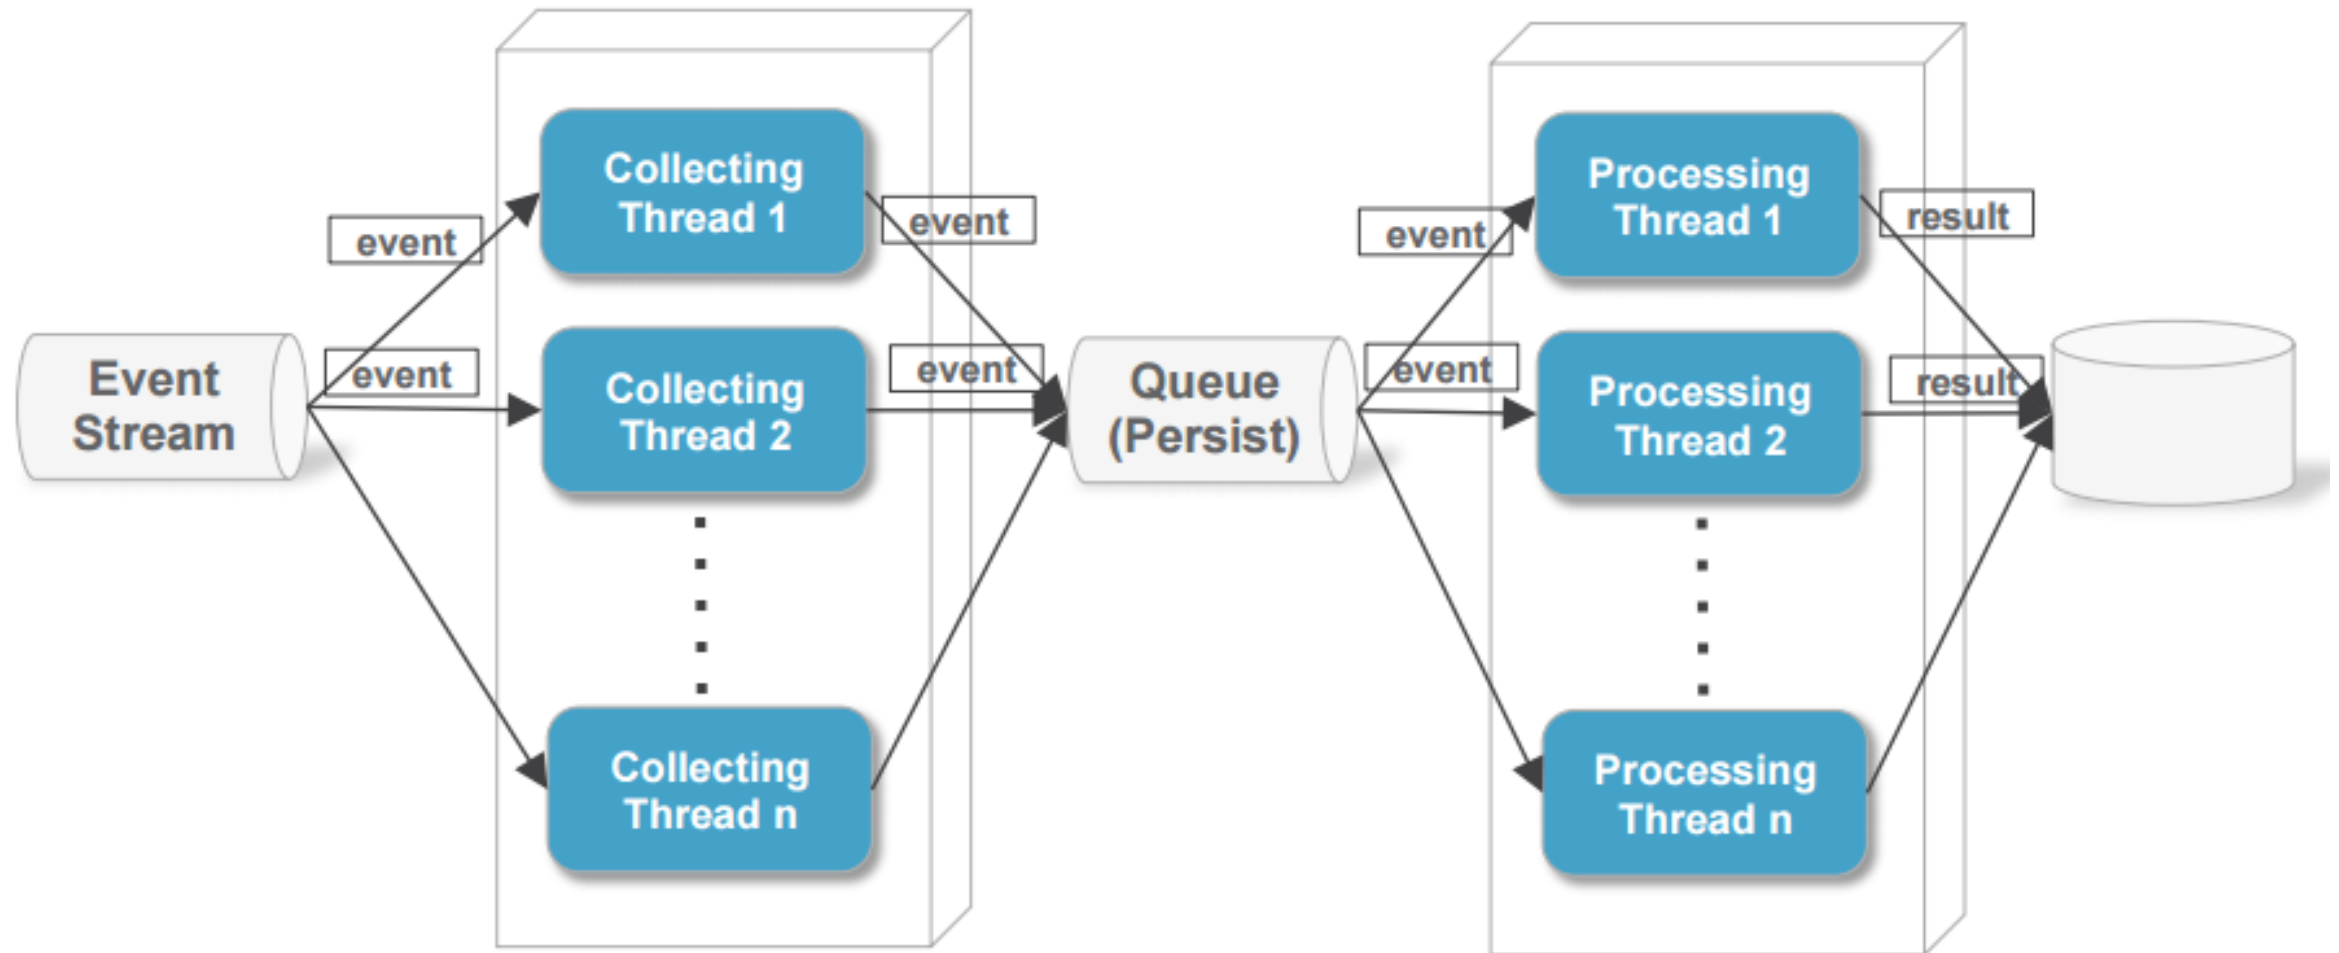 Event
Stream
event
event
Collecting
Thread 1
Collecting
Thread 2
Collecting
Thread n
event
event
Queue
(Persist)
event
event
Processing
Thread 1
Processing
Thread 2
Processing
Thread n
result
result